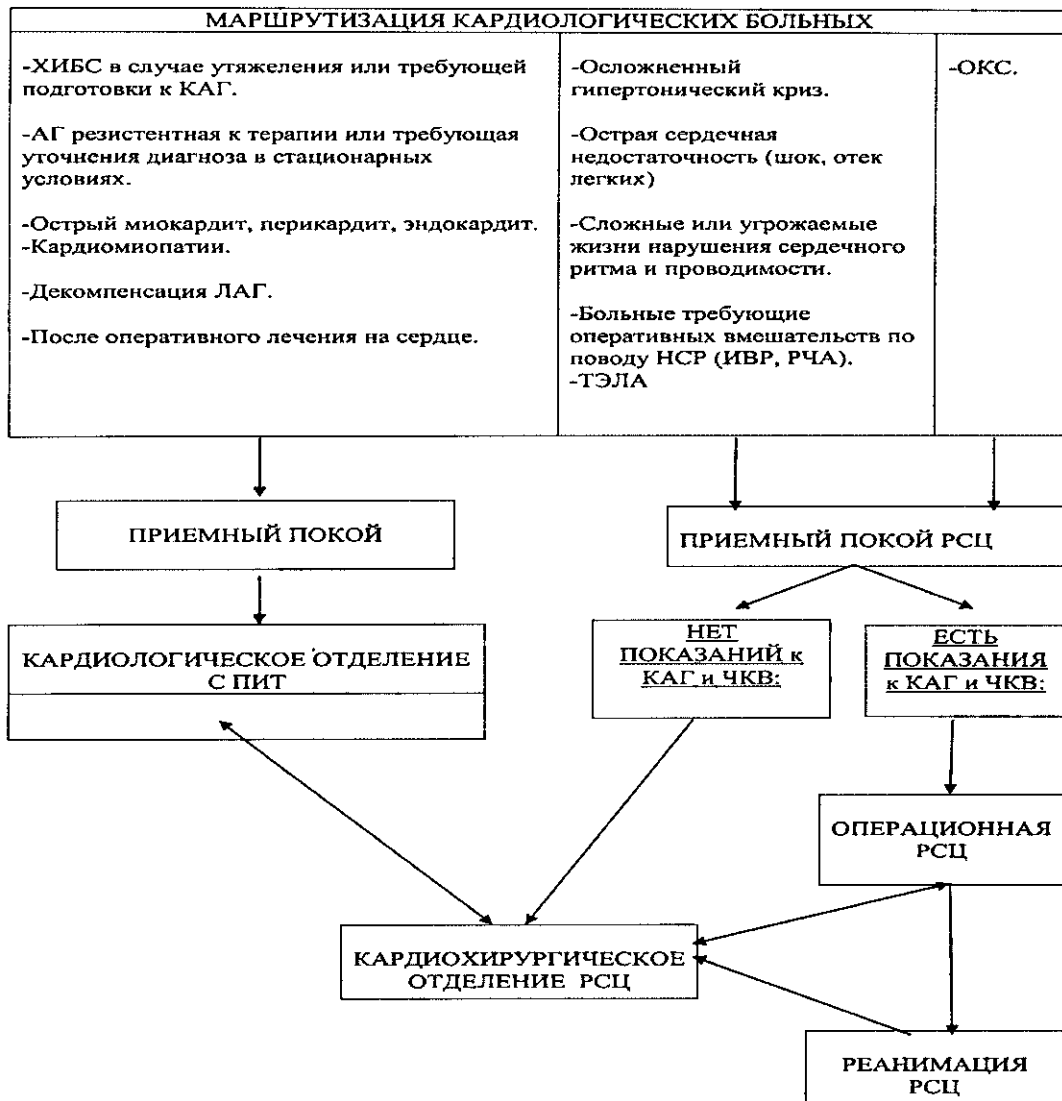 МАРШРУТИЗАЦИЯ КАРДИОЛОГИЧЕСКИХ БОЛЬНЫХ
-ХИБС в случае утяжеления или требующей
подготовки к КАГ.
-АГ резистентная к терапии или требующая
уточнения диагноза в стационарных
условиях.
-Острый миокардит, перикардит, эндокардит.
-Кардиомиопатии.
-Декомпенсация ЛАГ.
-После оперативного лечения на сердце.
-Осложненный
гипертонический криз.
-Острая сердечная
недостаточность (шок, отек
легких)
-Сложные или угрожаемые
жизни нарушения сердечного
ритма и проводимости.
-Больные требующие
оперативных вмешательств по
поводу НСР (ИВР, РЧА).
-ТЭЛА
-ОКС.
ПРИЕМНЫЙ ПОКОЙ
ПРИЕМНЫЙ ПОКОЙ РСЦ
КАРДИОЛОГИЧЕСКОЕ ОТДЕЛЕНИЕ
С ПИТ
НЕТ
ПОКАЗАНИЙ к
КАГ и ЧКВ:
ЕСТЬ
ПОКАЗАНИЯ
к КАГ и ЧКВ:
ОПЕРАЦИОННАЯ
РСЦ
КАРДИОХИРУРГИЧЕСКОЕ
ОТДЕЛЕНИЕ РСЦ
РЕАНИМАЦИЯ
РСЦ